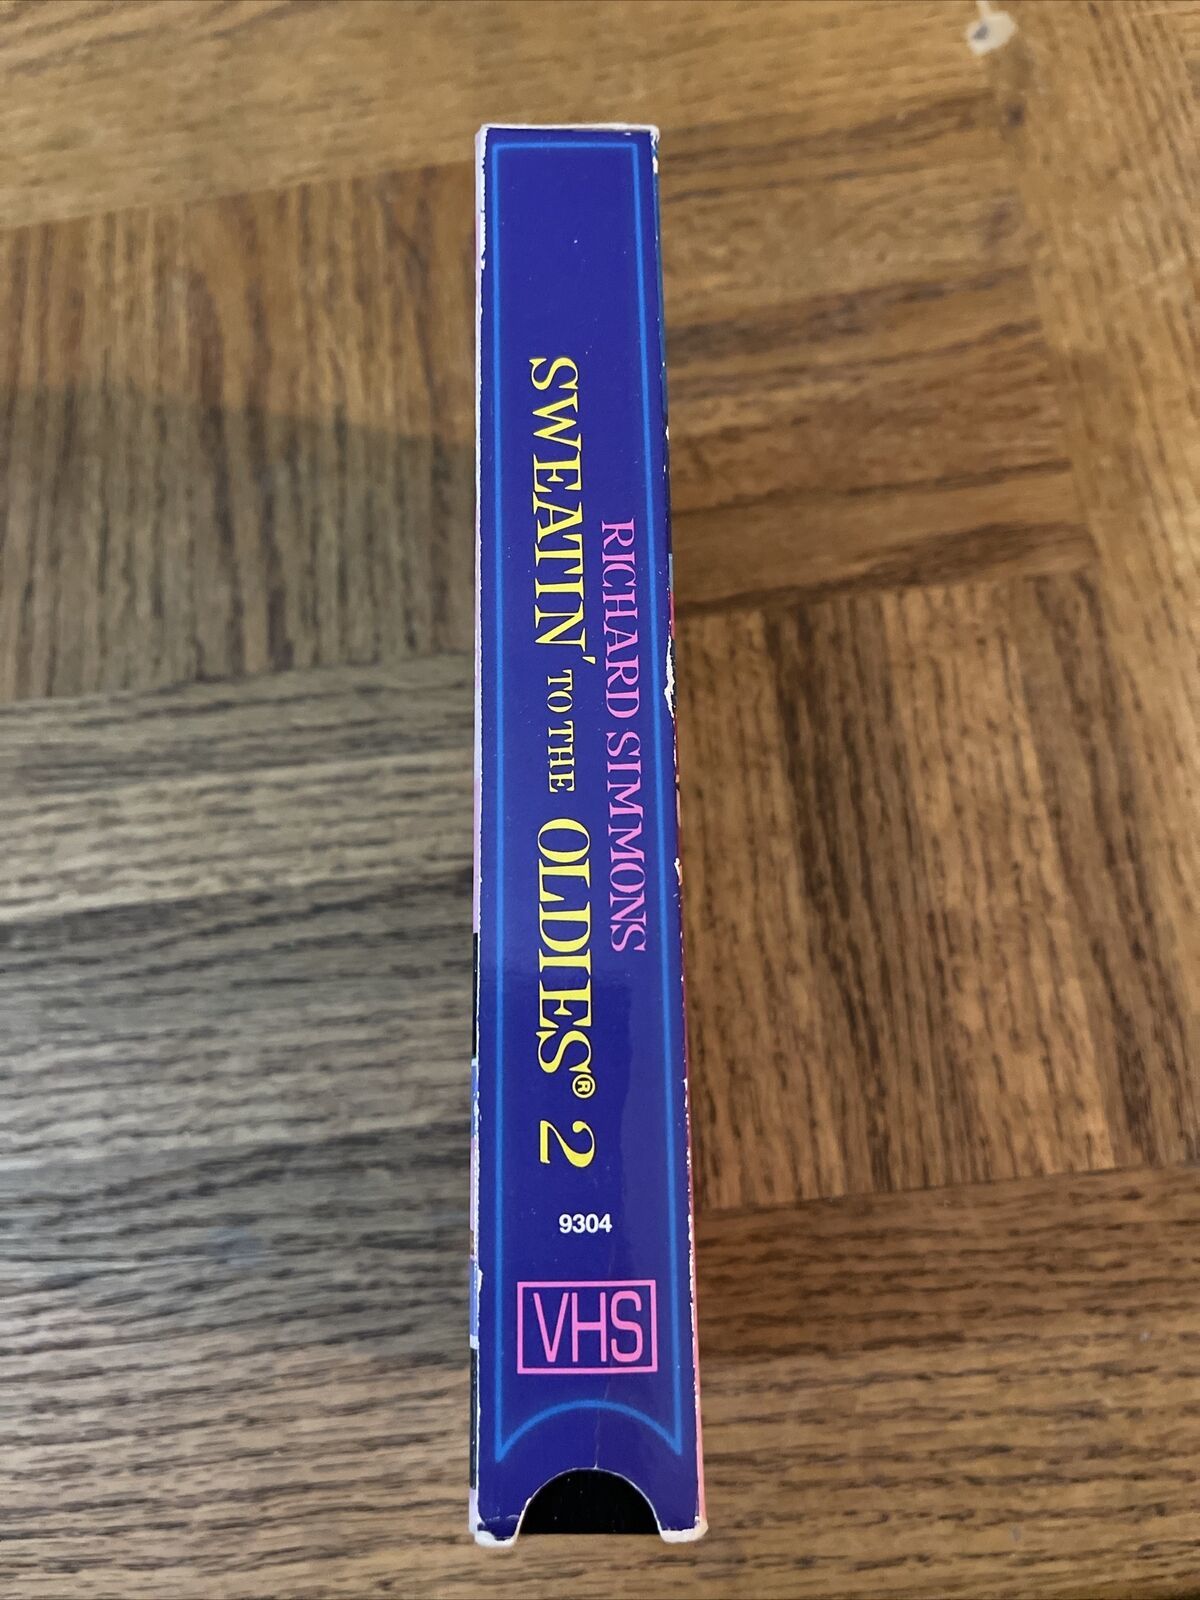 RICHARD SIMMONS
SWEATIN' TO THE OLDIES® 2
9304
VHS